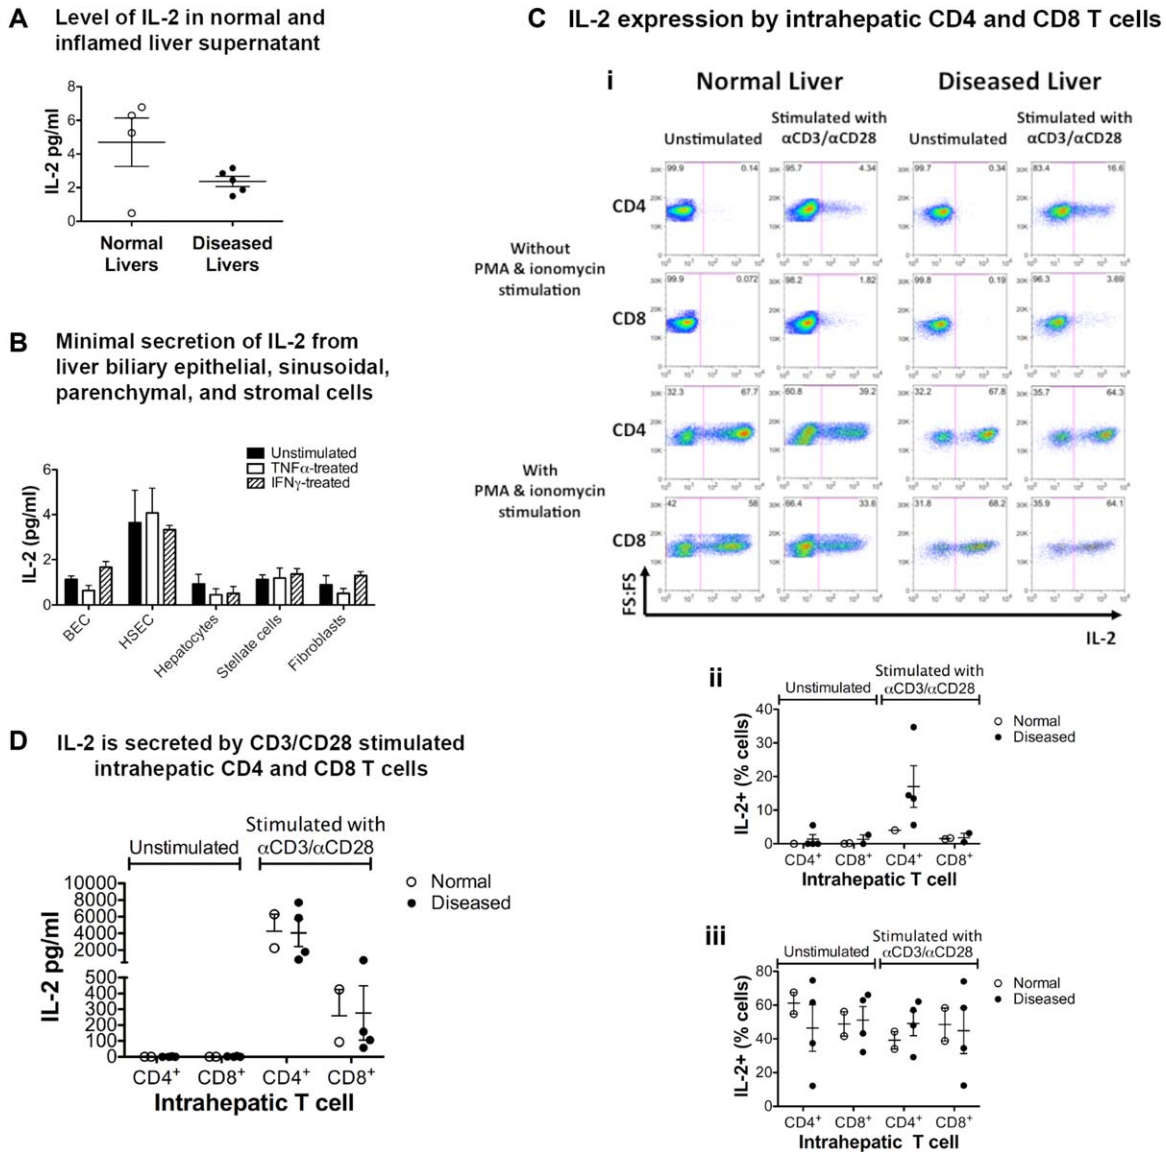 A
Level of IL-2 in normal and
inflamed liver supernatant
IL-2 pg/ml
8
6
4
2
0
Normal
Livers
Diseased
Livers
B
Minimal secretion of IL-2 from
liver biliary epithelial, sinusoidal,
parenchymal, and stromal cells
Unstimulated
TNFα-treated
IFNγ-treated
IL-2 (pg/ml)
6
4
2
0
BEC
HSEC
Hepatocytes
Stellate cells
Fibroblasts
D
IL-2 is secreted by CD3/CD28 stimulated
intrahepatic CD4 and CD8 T cells
Unstimulated
Stimulated with
αCD3/αCD28
Normal
Diseased
IL-2 pg/ml
10000
8000
6000
4000
2000
500
400
300
200
100
0
CD4⁺ CD8⁺ CD4⁺ CD8⁺
Intrahepatic T cell
C
IL-2 expression by intrahepatic CD4 and CD8 T cells
i
Normal Liver Diseased Liver
Unstimulated
Stimulated with
αCD3/αCD28
Unstimulated
Stimulated with
αCD3/αCD28
Without
PMA & ionomycin
stimulation
CD4
99.9 0.14 95.7 4.34 99.7 0.34 83.4 16.6
CD8
99.9 0.072 98.2 1.82 99.8 0.19 96.3 3.69
With
PMA & ionomycin
stimulation
CD4
32.3 67.7 60.8 39.2 32.2 67.8 35.7 64.3
CD8
42 58 66.4 33.6 31.8 68.2 35.9 64.1
FS:FS
IL-2
ii
Unstimulated
Stimulated with
αCD3/αCD28
Normal
Diseased
IL-2+ (% cells)
40
30
20
10
0
CD4⁺ CD8⁺ CD4⁺ CD8⁺
Intrahepatic T cell
iii
Unstimulated
Stimulated with
αCD3/αCD28
Normal
Diseased
IL-2+ (% cells)
80
60
40
20
0
CD4⁺ CD8⁺ CD4⁺ CD8⁺
Intrahepatic T cell